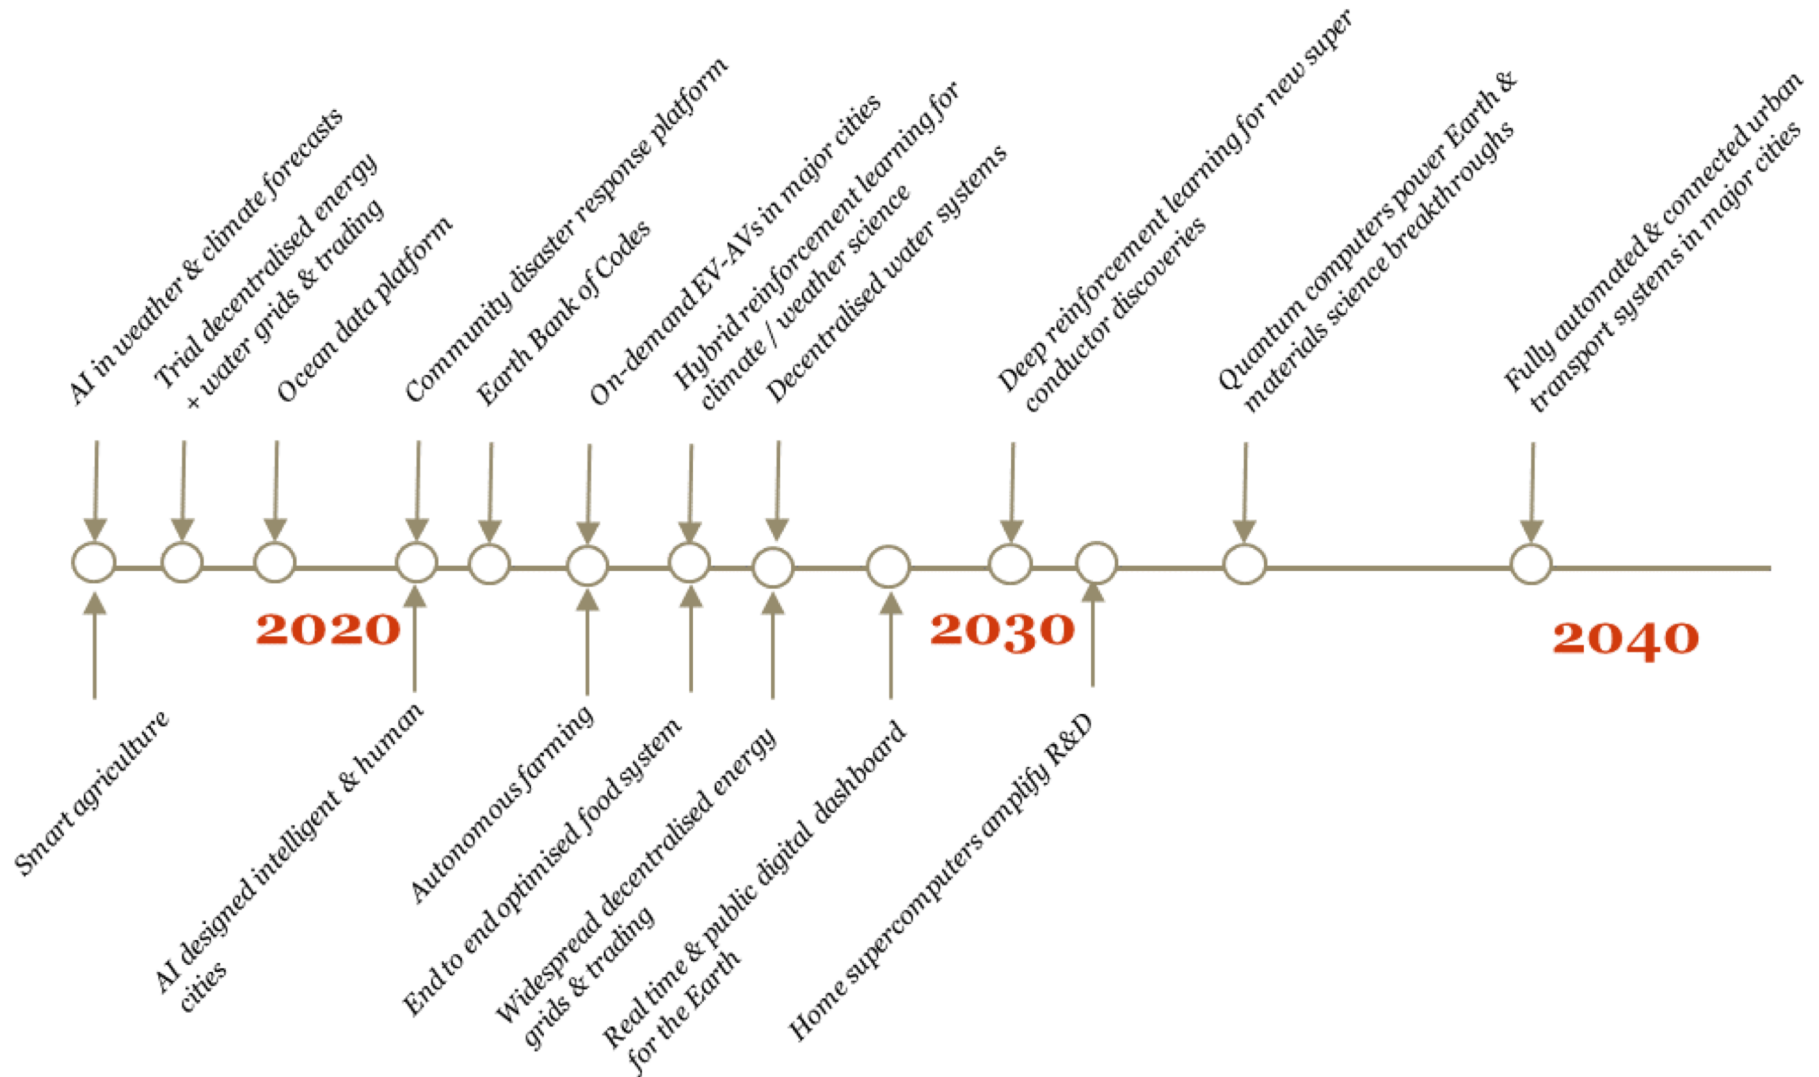 AI in weather & climate forecasts
Trial decentralised energy
+ water grids & trading
Ocean data platform
Community disaster response platform
Earth Bank of Codes
On-demand EV-AVs in major cities
Hybrid reinforcement learning for
climate / weather science
Decentralised water systems
Deep reinforcement learning for new super
conductor discoveries
Quantum computers power Earth &
materials science breakthroughs
Fully automated & connected urban
transport systems in major cities
2020
2030
2040
Smart agriculture
AI designed intelligent & human
cities
Autonomous farming
End to end optimised food system
Widespread decentralised energy
grids & trading
Real time & public digital dashboard
for the Earth
Home supercomputers amplify R&D